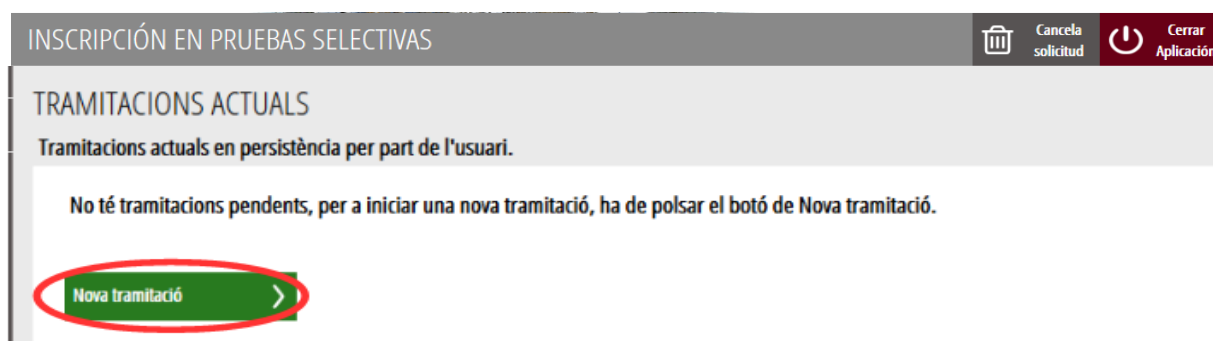 INSCRIPCIÓN EN PRUEBAS SELECTIVAS
Cancela
solicitud
Cerrar
Aplicación
TRAMITACIONS ACTUALS
Tramitacions actuals en persistència per part de l'usuari.
No té tramitacions pendents, per a iniciar una nova tramitació, ha de polsar el botó de Nova tramitació.
Nova tramitació